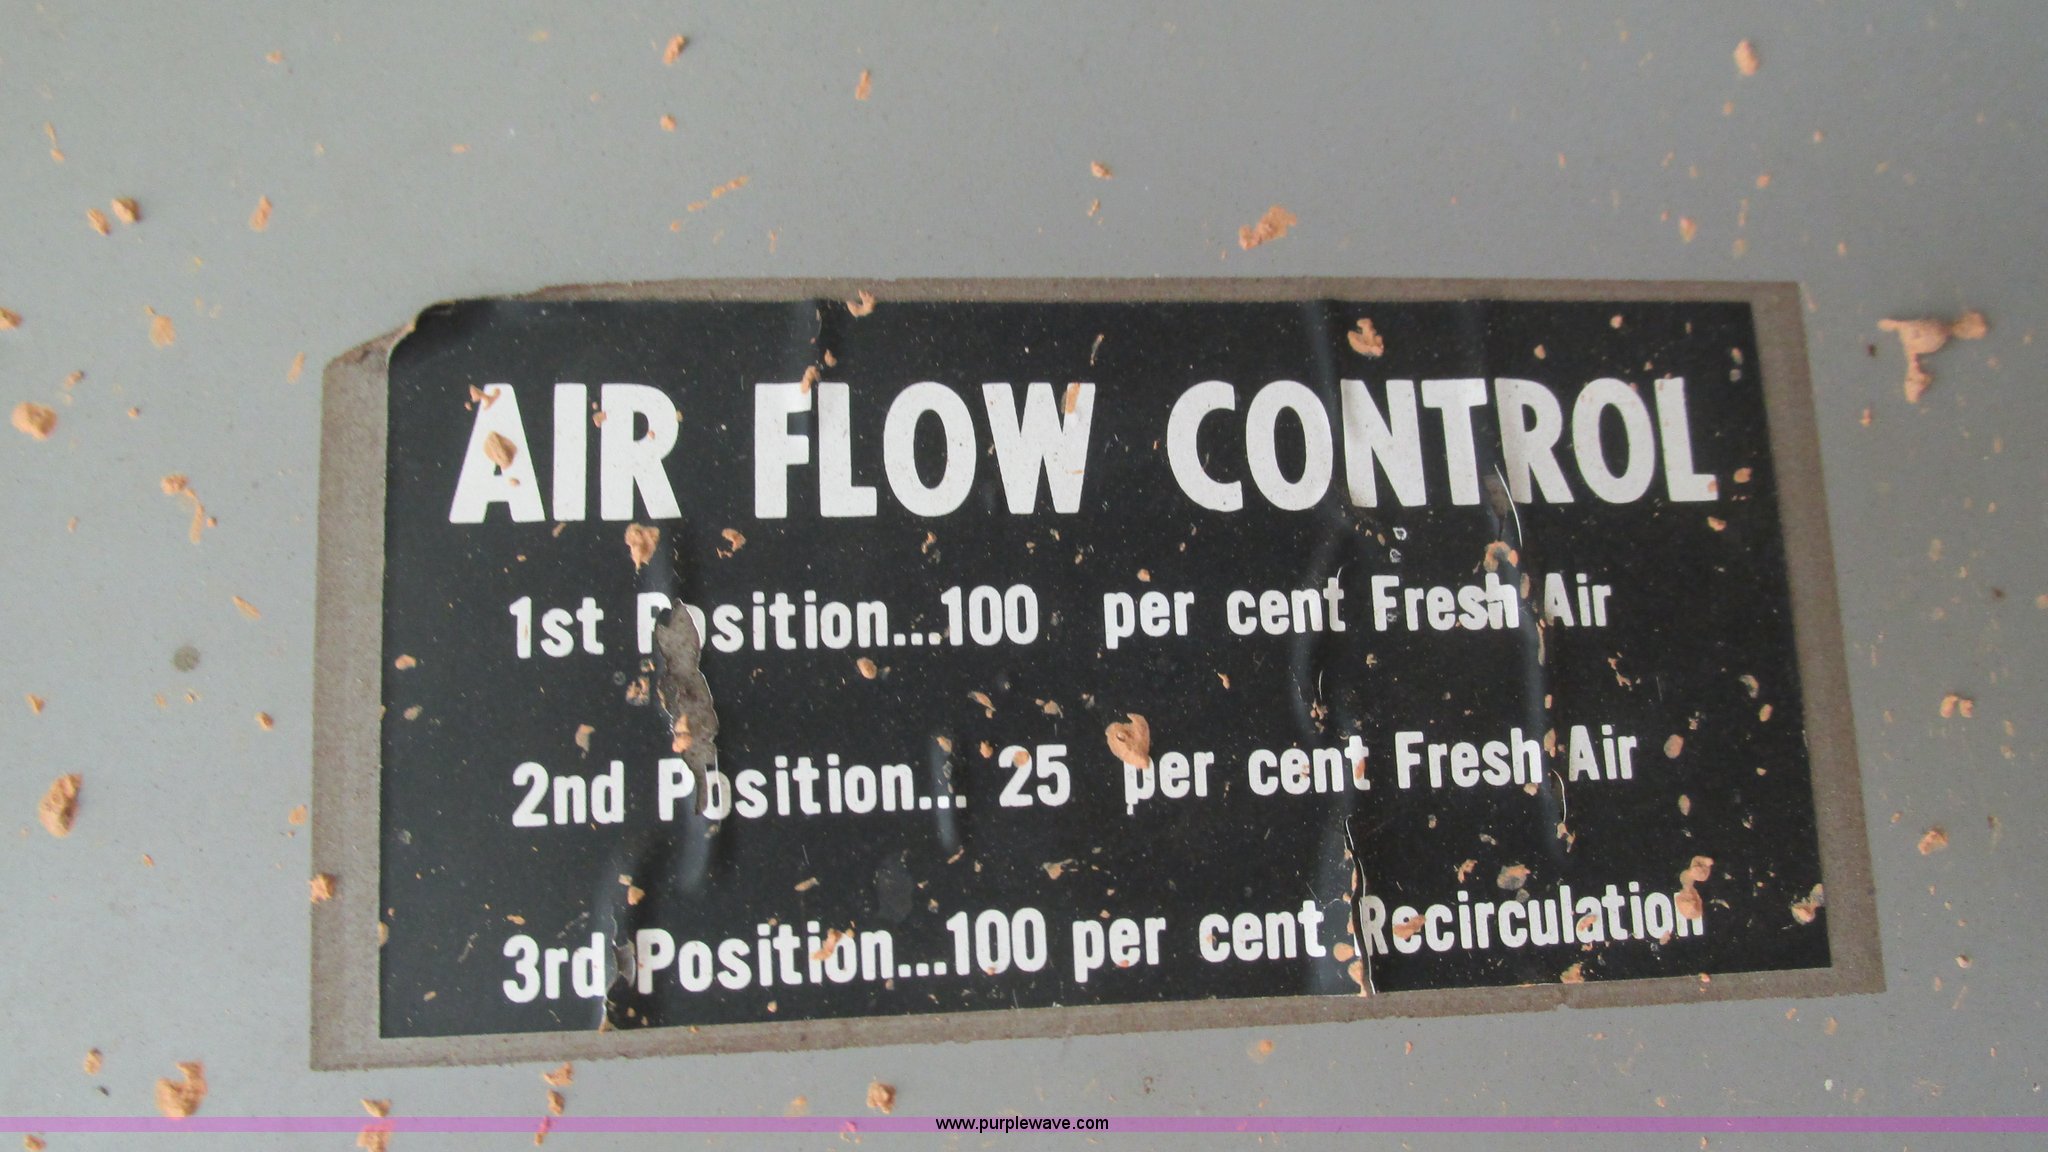 AIR FLOW CONTROL
1st Position...100 per cent Fresh Air
2nd Position... 25 per cent Fresh Air
3rd Position...100 per cent Recirculation
www.purplewave.com